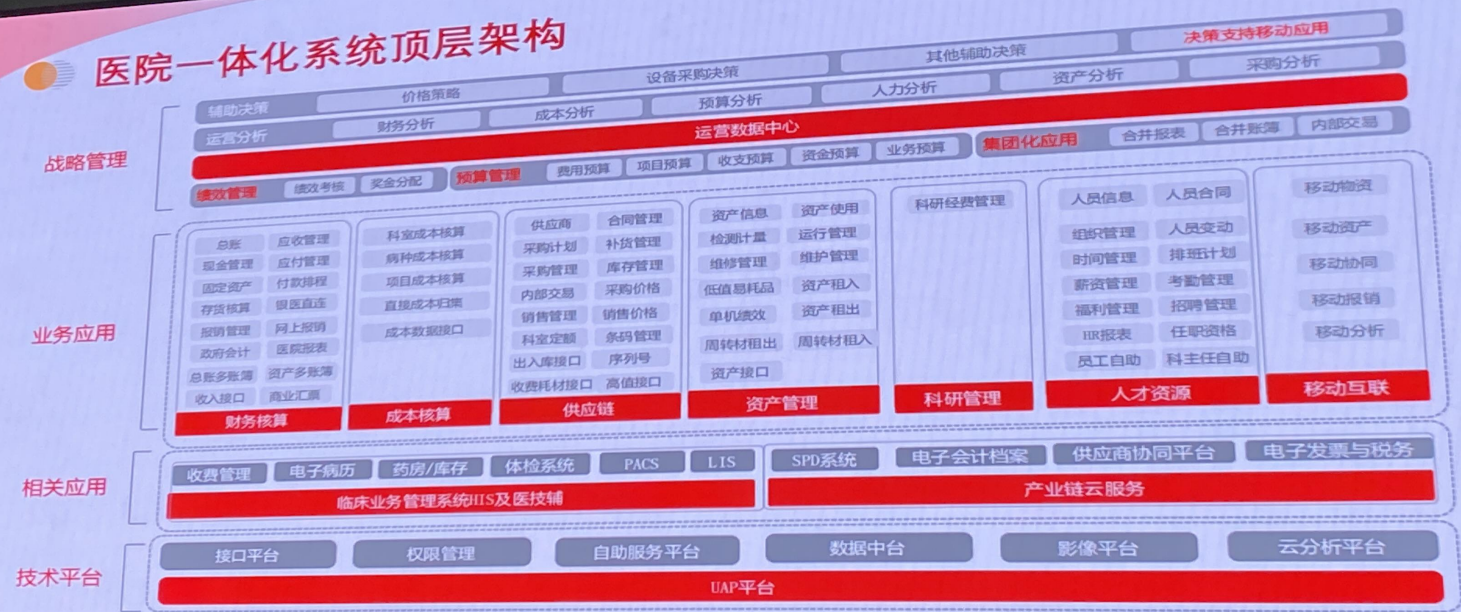 医院一体化系统顶层架构
战略管理
辅助决策 价格策略 设备采购决策 其他辅助决策 决策支持移动应用
运营分析 财务分析 成本分析 预算分析 人力分析 资产分析 采购分析
运营数据中心
绩效管理 绩效考核 奖金分配 预算管理 费用预算 项目预算 收支预算 资金预算 业务预算 集团化应用 合并报表 合并账簿 内部交易
业务应用
总账 应收管理
现金管理 应付管理
固定资产 付款排程
存货核算 银医直连
报销管理 网上报销
政府会计 医院报表
总账多账簿 资产多账簿
收入接口 商业汇票
财务核算
科室成本核算
病种成本核算
项目成本核算
直接成本归集
成本数据接口
成本核算
供应商 合同管理
采购计划 补货管理
采购管理 库存管理
内部交易 采购价格
销售管理 销售价格
科室定额 条码管理
出入库接口 序列号
收费耗材接口 高值接口
供应链
资产信息 资产使用
检测计量 运行管理
维修管理 维护管理
低值易耗品 资产租入
单机绩效 资产租出
周转材租出 周转材租入
资产接口
资产管理
科研经费管理
科研管理
人员信息 人员合同
组织管理 人员变动
时间管理 排班计划
薪资管理 考勤管理
福利管理 招聘管理
HR报表 任职资格
员工自助 科主任自助
人才资源
移动物资
移动资产
移动协同
移动报销
移动分析
移动互联
相关应用
收费管理 电子病历 药房/库存 体检系统 PACS LIS SPD系统 电子会计档案 供应商协同平台 电子发票与税务
临床业务管理系统HIS及医技辅 产业链云服务
技术平台
接口平台 权限管理 自助服务平台 数据中台 影像平台 云分析平台
UAP平台